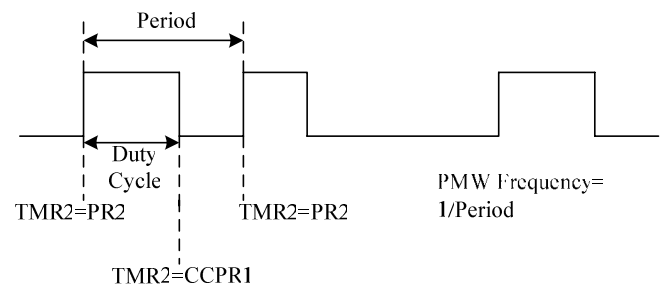 Period
Duty
Cycle
PMW Frequency=
1/Period
TMR2=PR2
TMR2=PR2
TMR2=CCPR1